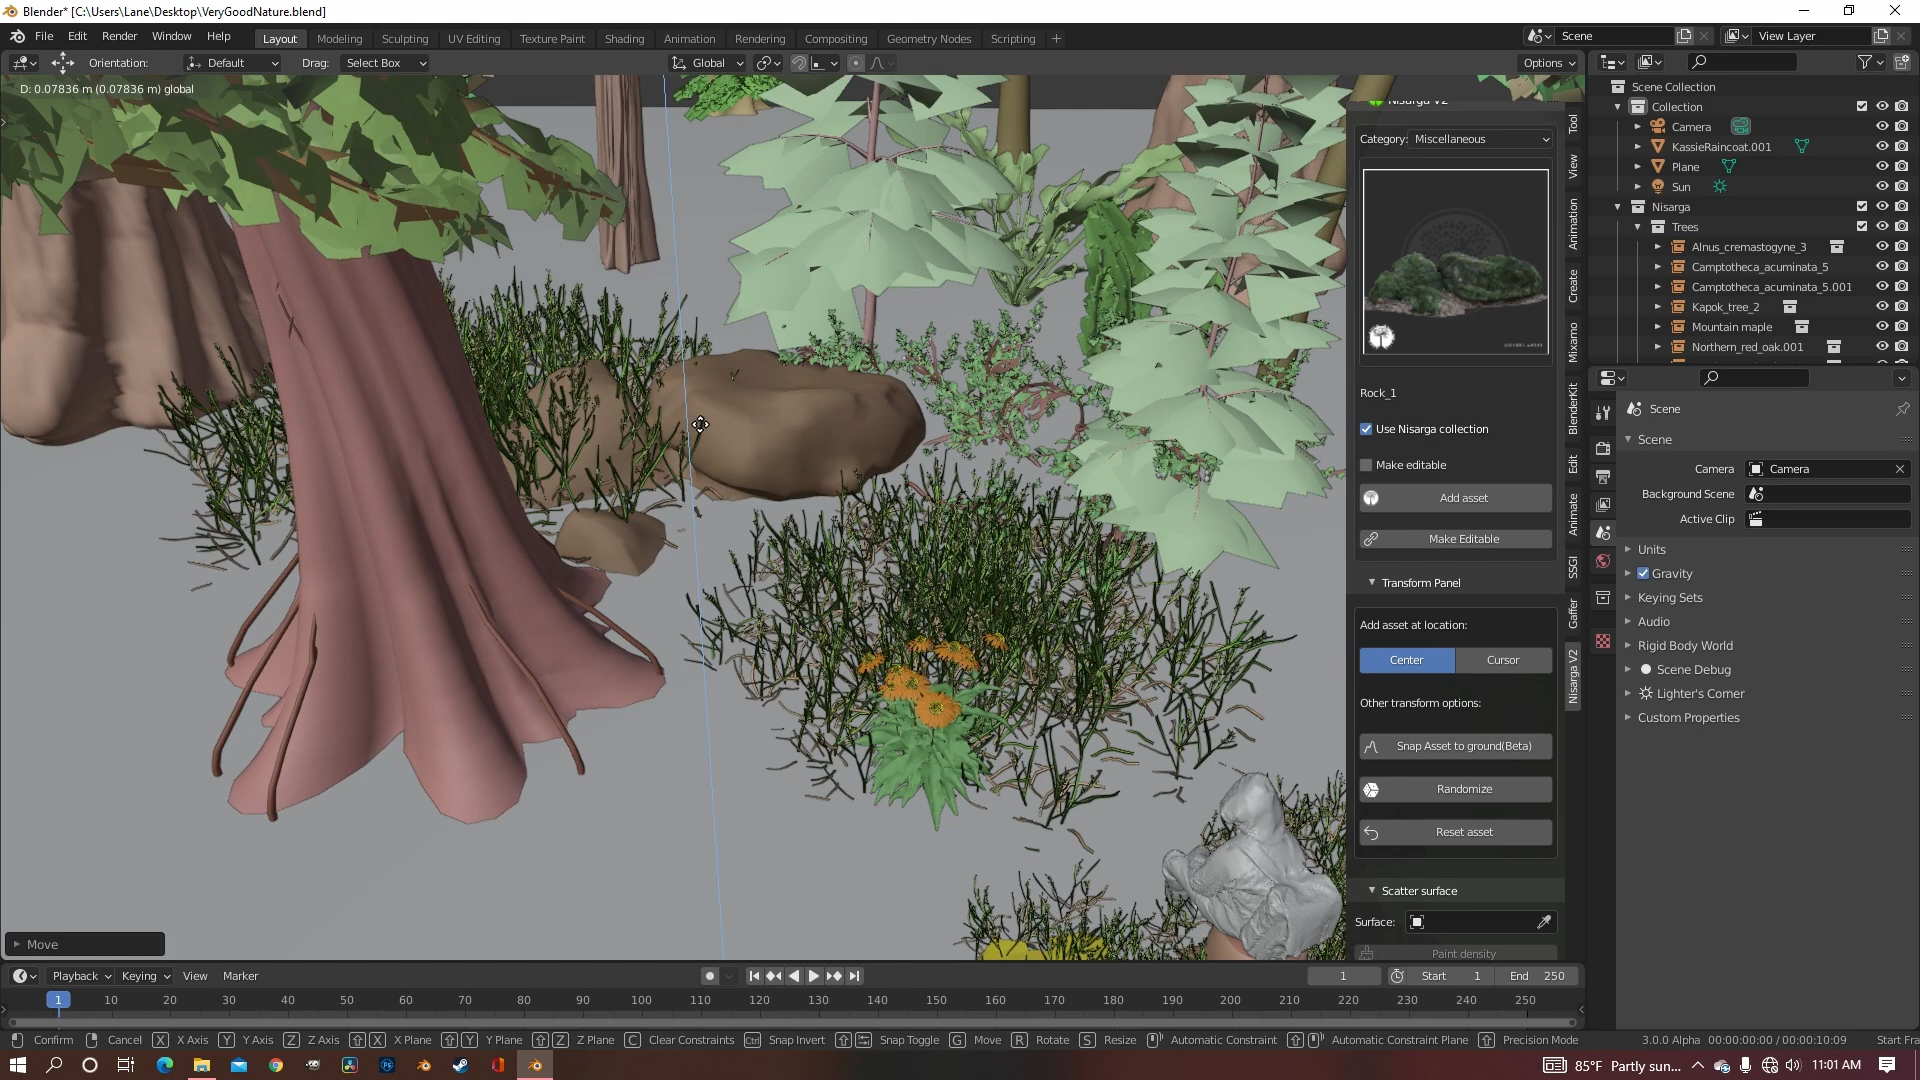 Blender* [C:\Users\Lane\Desktop\VeryGoodNature.blend]
File Edit Render Window Help Layout Modeling Sculpting UV Editing Texture Paint Shading Animation Rendering Compositing Geometry Nodes Scripting + Scene View Layer
Orientation: Default Drag: Select Box Global Options
D: 0.07836 m (0.07836 m) global
Nisarga V2
Category: Miscellaneous
Rock_1
Use Nisarga collection
Make editable
Add asset
Make Editable
Transform Panel
Add asset at location:
Center Cursor
Other transform options:
Snap Asset to ground(Beta)
Randomize
Reset asset
Scatter surface
Surface:
Paint density
Tool
View
Animation
Create
Mixamo
BlenderKit
Edit
Animate
SSGI
Gaffer
Nisarga V2
Scene Collection
Collection
Camera
KassieRaincoat.001
Plane
Sun
Nisarga
Trees
Alnus_cremastogyne_3
Camptotheca_acuminata_5
Camptotheca_acuminata_5.001
Kapok_tree_2
Mountain maple
Northern_red_oak.001
Scene
Scene
Camera Camera
Background Scene
Active Clip
Units
Gravity
Keying Sets
Audio
Rigid Body World
Scene Debug
Lighter's Corner
Custom Properties
Move
Playback Keying View Marker 1 Start 1 End 250
1 10 20 30 40 50 60 70 80 90 100 110 120 130 140 150 160 170 180 190 200 210 220 230 240 250
Confirm Cancel X X Axis Y Y Axis Z Z Axis X X Plane Y Y Plane Z Z Plane C Clear Constraints Ctrl Snap Invert Snap Toggle G Move R Rotate S Resize Automatic Constraint Automatic Constraint Plane Precision Mode 3.0.0 Alpha 00:00:00:00 / 00:00:10:09 Start Fra
85°F Partly sun... 11:01 AM